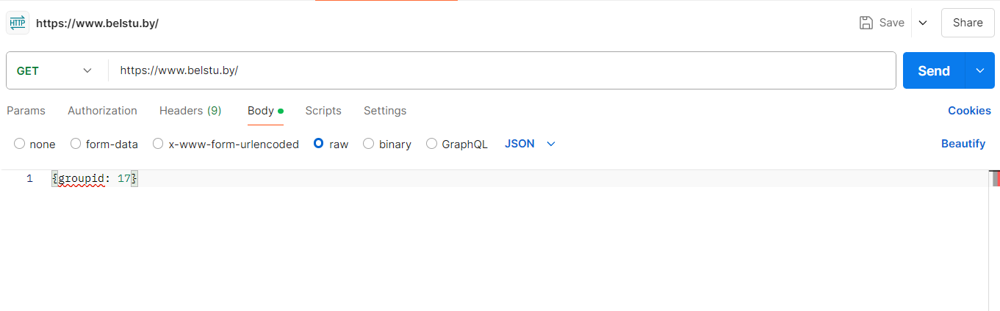 HTTP https://www.belstu.by/ Save Share
GET https://www.belstu.by/ Send
Params Authorization Headers (9) Body Scripts Settings Cookies
none form-data x-www-form-urlencoded raw binary GraphQL JSON Beautify
1 {groupid: 17}